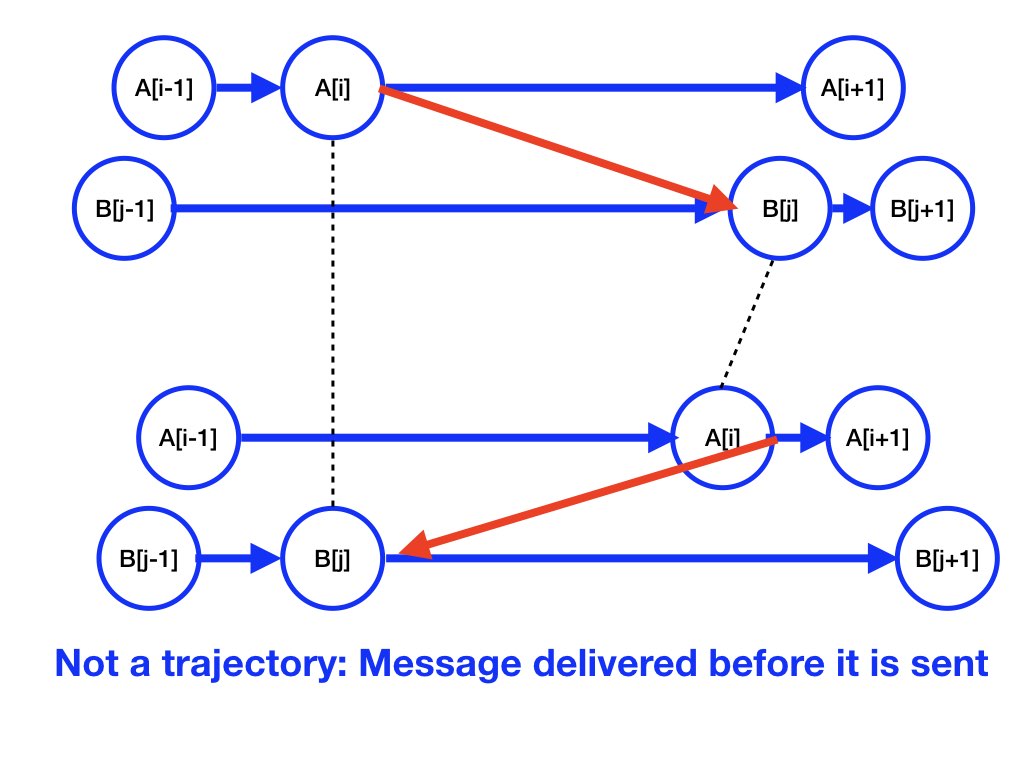 A[i-1] A[i] A[i+1]
B[j-1] B[j] B[j+1]
A[i-1] A[i] A[i+1]
B[j-1] B[j] B[j+1]
Not a trajectory: Message delivered before it is sent